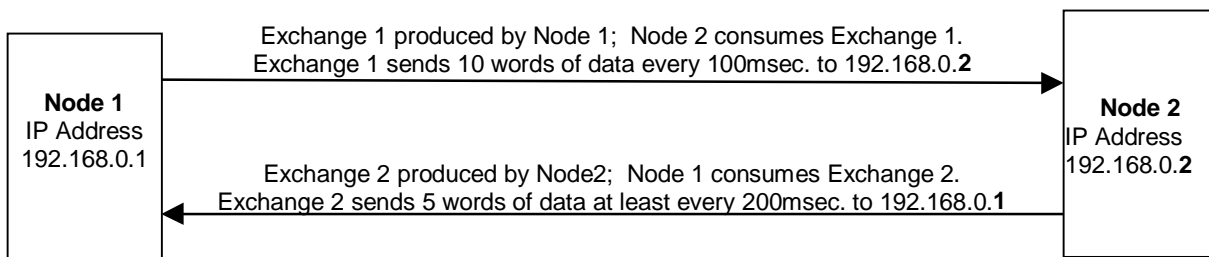 Exchange 1 produced by Node 1;  Node 2 consumes Exchange 1.
Exchange 1 sends 10 words of data every 100msec. to 192.168.0.2
Node 1
IP Address
192.168.0.1
Node 2
IP Address
192.168.0.2
Exchange 2 produced by Node2;  Node 1 consumes Exchange 2.
Exchange 2 sends 5 words of data at least every 200msec. to 192.168.0.1